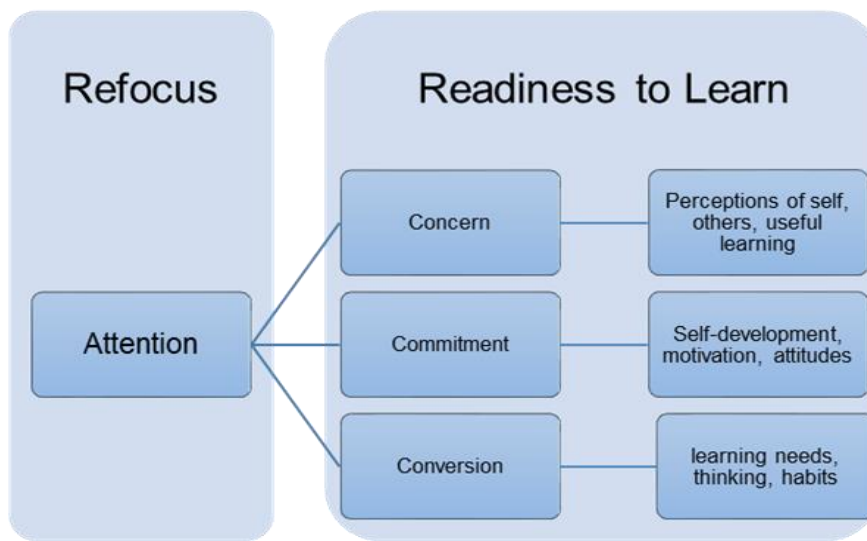 Refocus
Readiness to Learn
Attention
Concern
Perceptions of self,
others, useful
learning
Commitment
Self-development,
motivation, attitudes
Conversion
learning needs,
thinking, habits